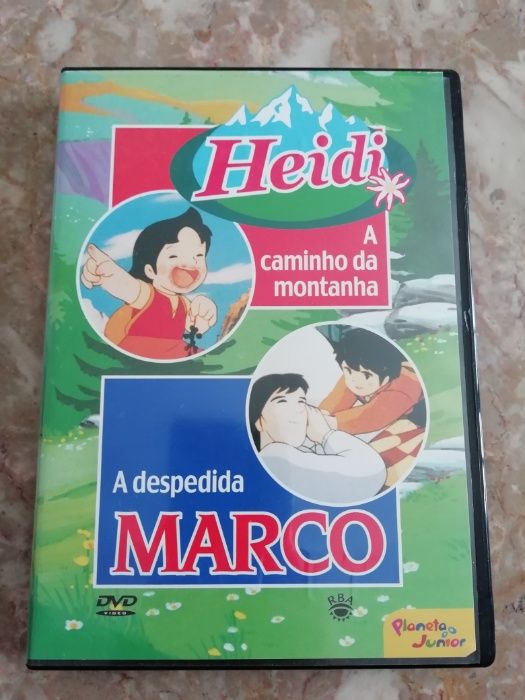 Heidi
A
caminho da
montanha
A despedida
MARCO
DVD
VIDEO
RBA
Planeta
Junior